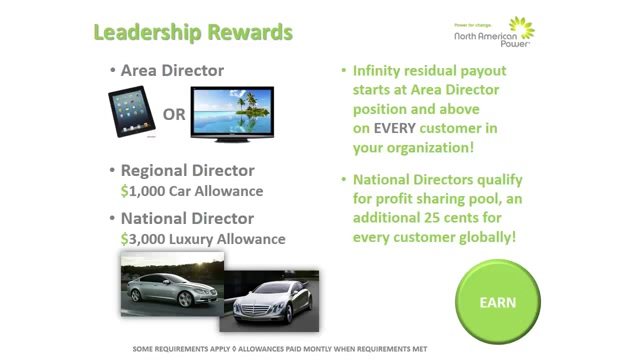 Leadership Rewards
Power for change.
North American
Power
• Area Director
OR
• Regional Director
$1,000 Car Allowance
• National Director
$3,000 Luxury Allowance
• Infinity residual payout
starts at Area Director
position and above
on EVERY customer in
your organization!
• National Directors qualify
for profit sharing pool, an
additional 25 cents for
every customer globally!
EARN
SOME REQUIREMENTS APPLY ◊ ALLOWANCES PAID MONTLY WHEN REQUIREMENTS MET